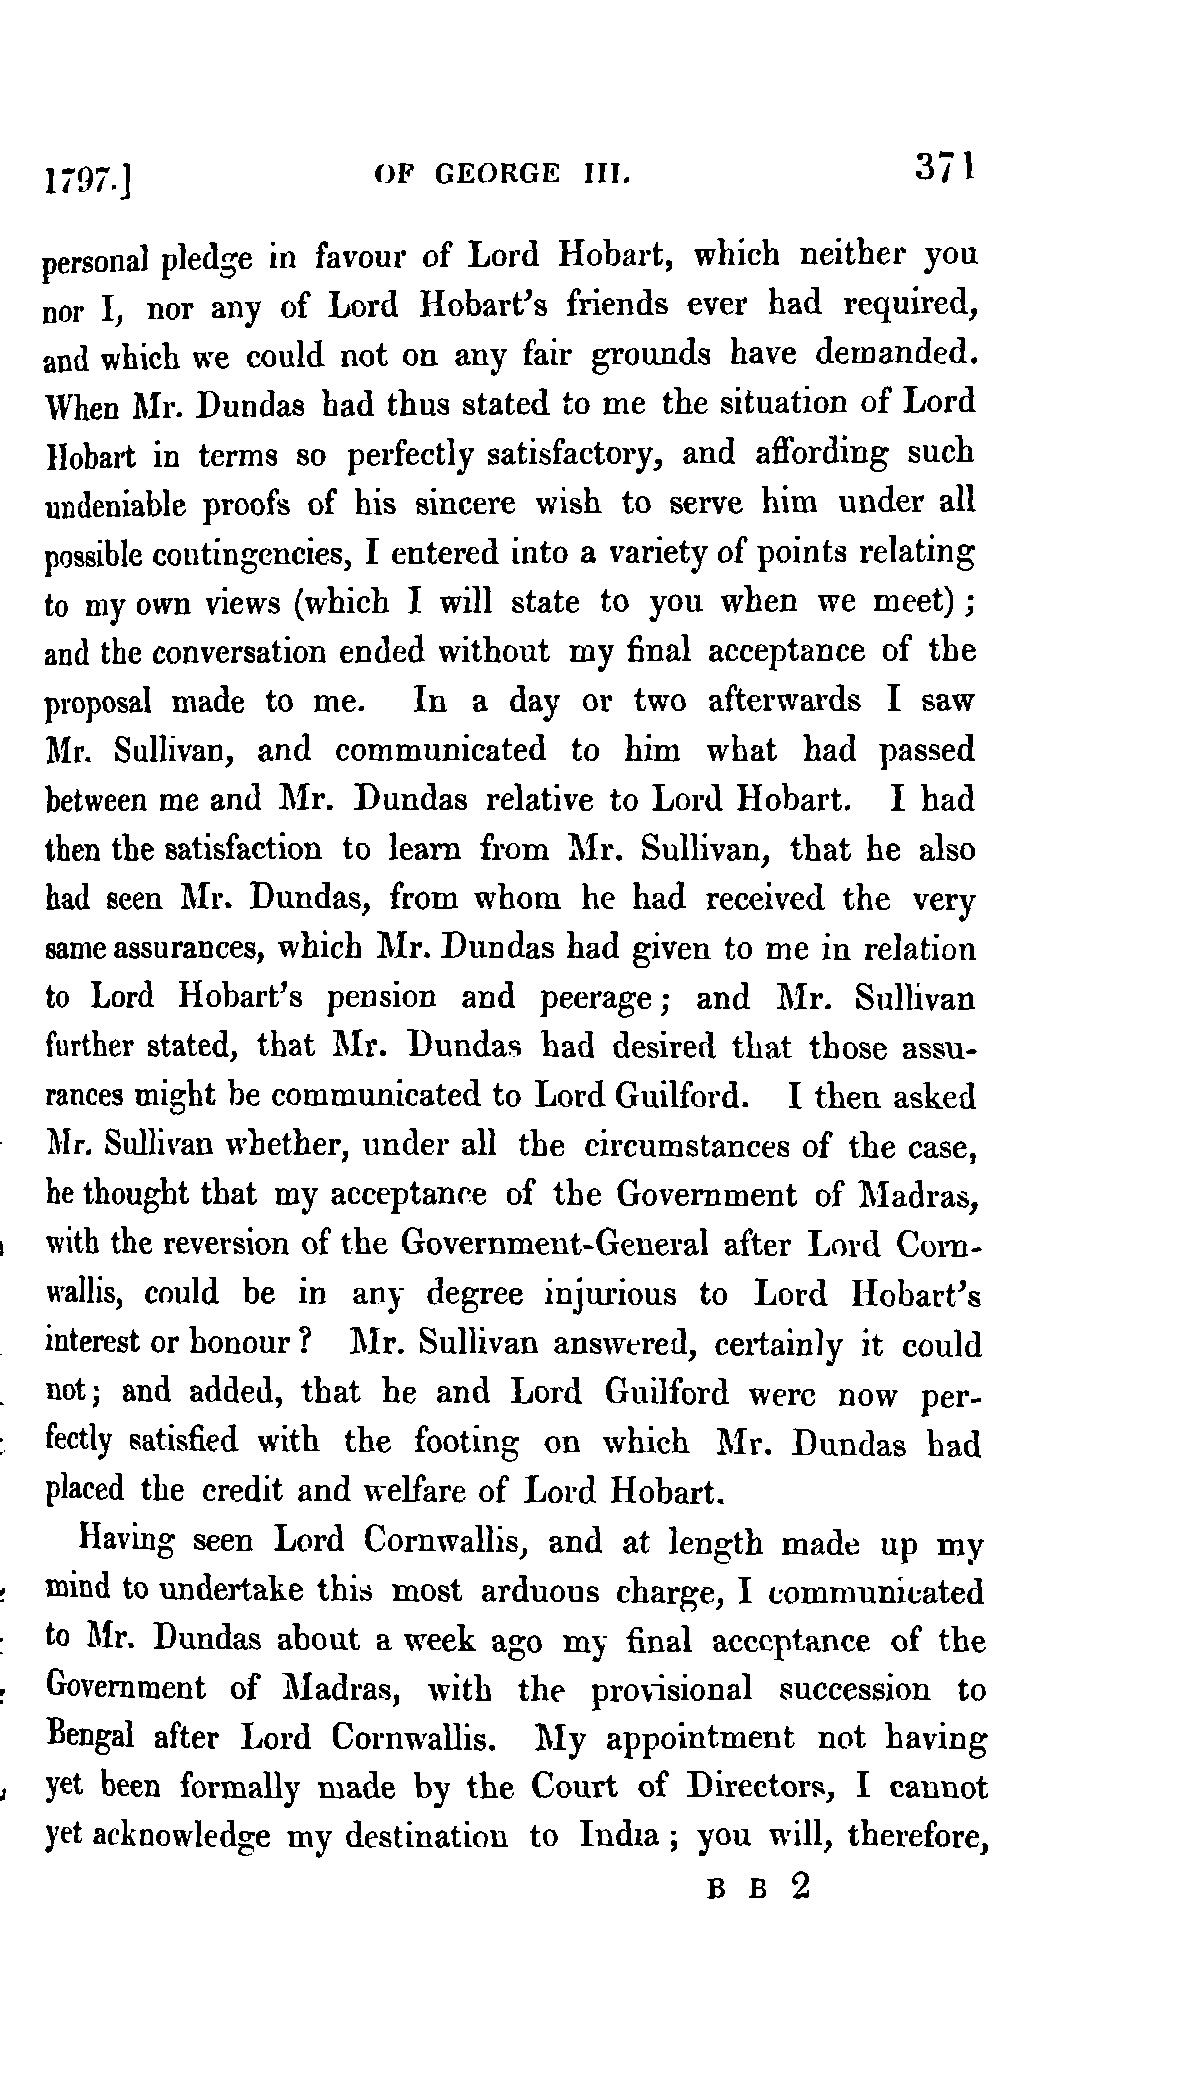 1797.] OF GEORGE III. 371
personal pledge in favour of Lord Hobart, which neither you
nor I, nor any of Lord Hobart's friends ever had required,
and which we could not on any fair grounds have demanded.
When Mr. Dundas had thus stated to me the situation of Lord
Hobart in terms so perfectly satisfactory, and affording such
undeniable proofs of his sincere wish to serve him under all
possible contingencies, I entered into a variety of points relating
to my own views (which I will state to you when we meet) ;
and the conversation ended without my final acceptance of the
proposal made to me. In a day or two afterwards I saw
Mr. Sullivan, and communicated to him what had passed
between me and Mr. Dundas relative to Lord Hobart. I had
then the satisfaction to learn from Mr. Sullivan, that he also
had seen Mr. Dundas, from whom he had received the very
same assurances, which Mr. Dundas had given to me in relation
to Lord Hobart's pension and peerage ; and Mr. Sullivan
further stated, that Mr. Dundas had desired that those assu-
rances might be communicated to Lord Guilford. I then asked
Mr. Sullivan whether, under all the circumstances of the case,
he thought that my acceptance of the Government of Madras,
with the reversion of the Government-General after Lord Corn-
wallis, could be in any degree injurious to Lord Hobart's
interest or honour ? Mr. Sullivan answered, certainly it could
not ; and added, that he and Lord Guilford were now per-
fectly satisfied with the footing on which Mr. Dundas had
placed the credit and welfare of Lord Hobart.
Having seen Lord Cornwallis, and at length made up my
mind to undertake this most arduous charge, I communicated
to Mr. Dundas about a week ago my final acceptance of the
Government of Madras, with the provisional succession to
Bengal after Lord Cornwallis. My appointment not having
yet been formally made by the Court of Directors, I cannot
yet acknowledge my destination to India ; you will, therefore,
B B 2